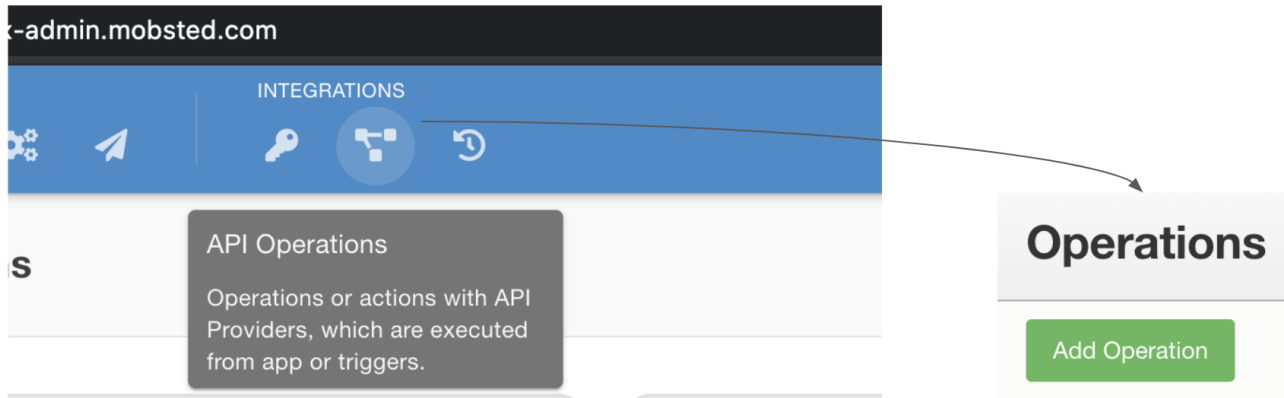 -admin.mobsted.com
INTEGRATIONS
API Operations
Operations or actions with API
Providers, which are executed
from app or triggers.
s
Operations
Add Operation